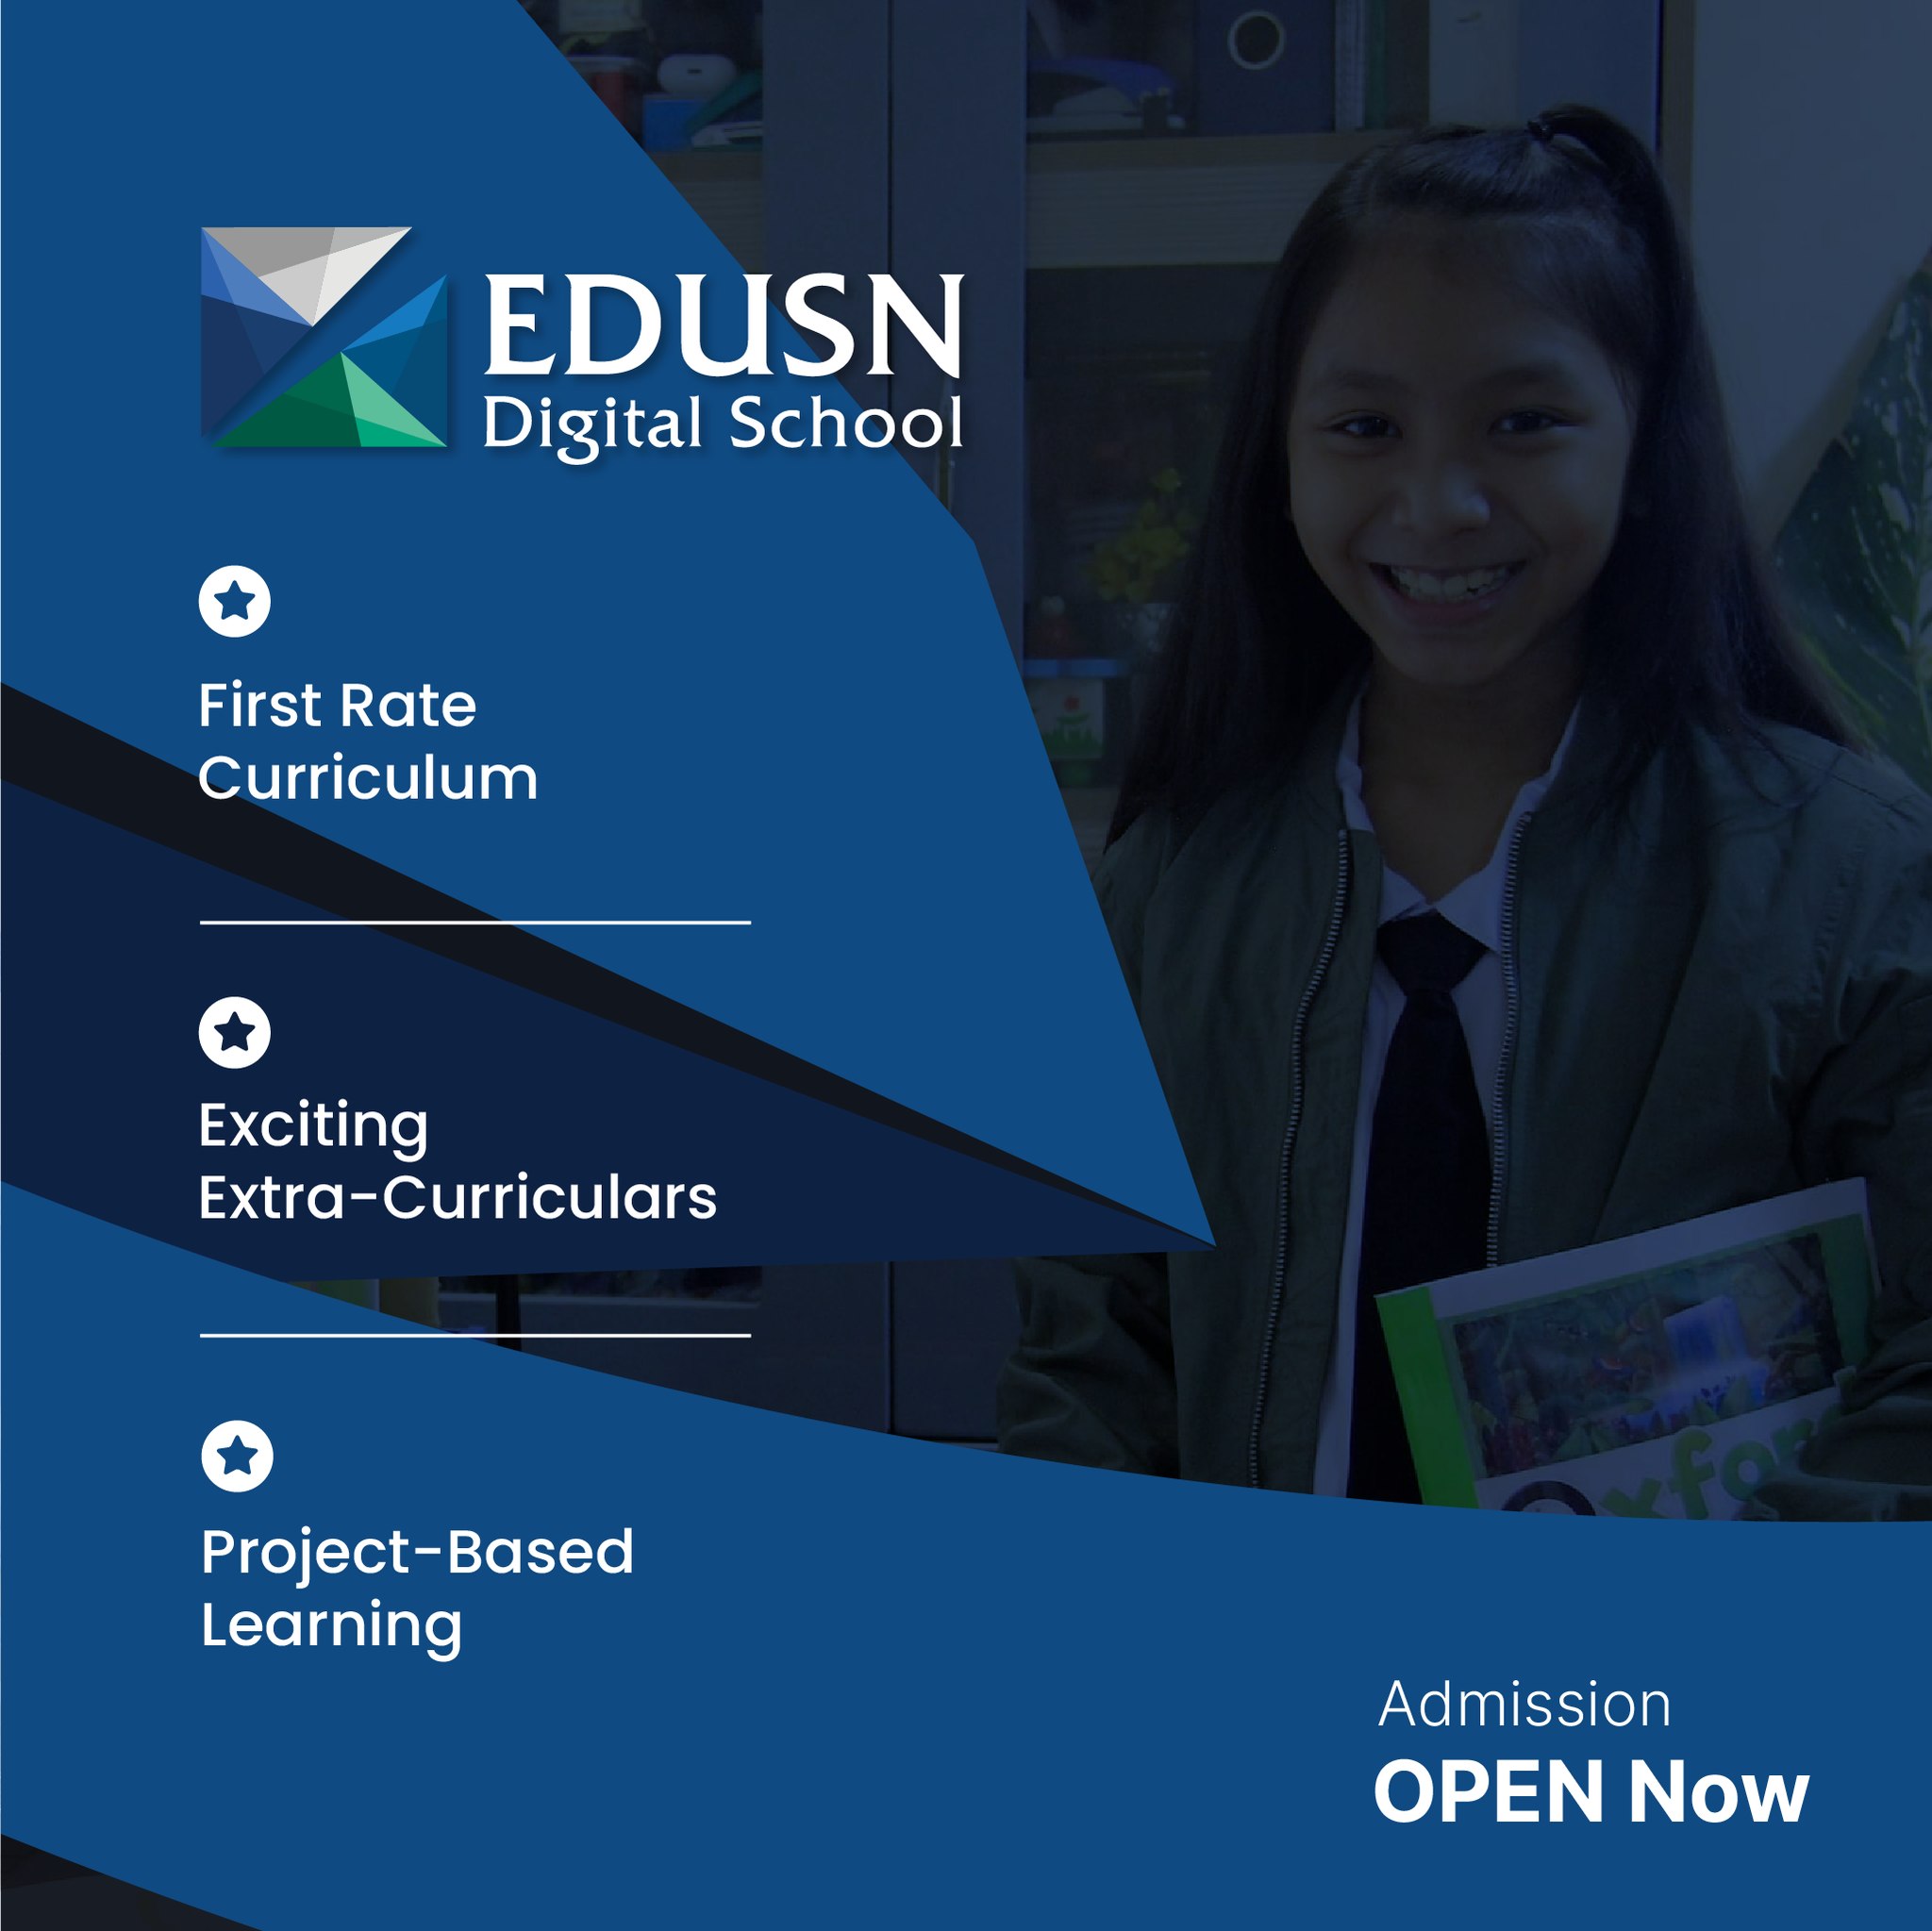 EDUSN
Digital School
First Rate
Curriculum
Exciting
Extra-Curriculars
Project-Based
Learning
Admission
OPEN Now